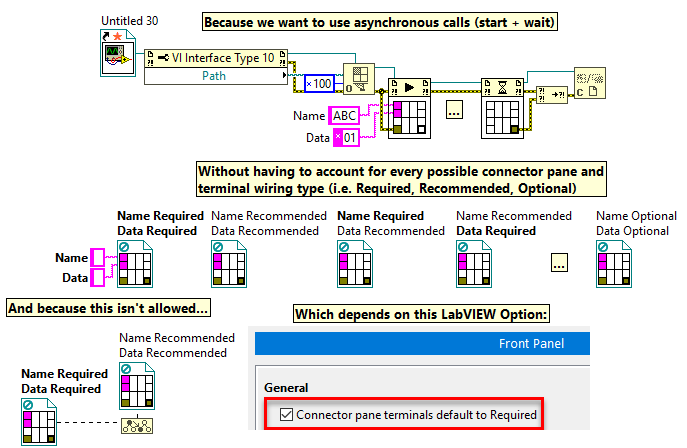 Untitled 30
Because we want to use asynchronous calls (start + wait)
VI Interface Type 10
Path
×100
Name ABC
Data × 01
...
Without having to account for every possible connector pane and
terminal wiring type (i.e. Required, Recommended, Optional)
Name Required
Data Required
Name Recommended
Data Recommended
Name Required
Data Recommended
Name Recommended
Data Required
Name Optional
Data Optional
Name
Data
...
And because this isn't allowed...
Name Recommended
Data Recommended
Name Required
Data Required
Which depends on this LabVIEW Option:
Front Panel
General
Connector pane terminals default to Required